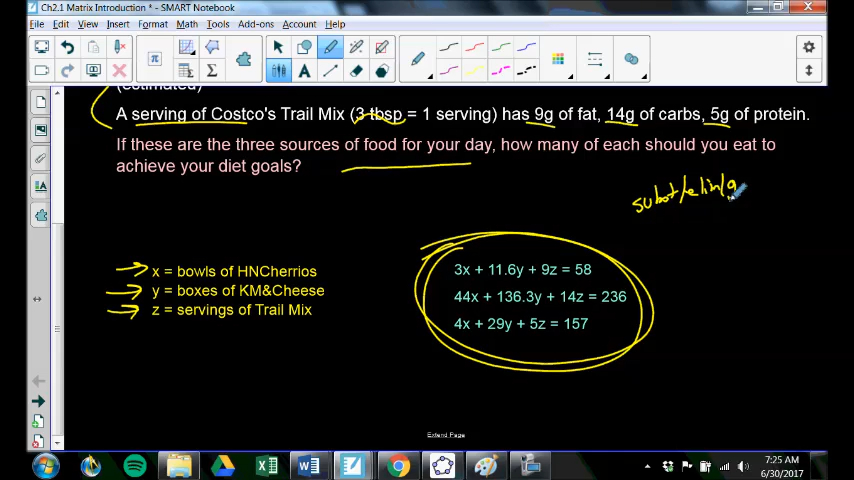 Ch2.1 Matrix Introduction * - SMART Notebook
File Edit View Insert Format Math Tools Add-ons Account Help
(estimated)
A serving of Costco's Trail Mix (3 tbsp = 1 serving) has 9g of fat, 14g of carbs, 5g of protein.
If these are the three sources of food for your day, how many of each should you eat to
achieve your diet goals?
subst/elim/g
x = bowls of HNCherrios
y = boxes of KM&Cheese
z = servings of Trail Mix
3x + 11.6y + 9z = 58
44x + 136.3y + 14z = 236
4x + 29y + 5z = 157
Extend Page
7:25 AM
6/30/2017